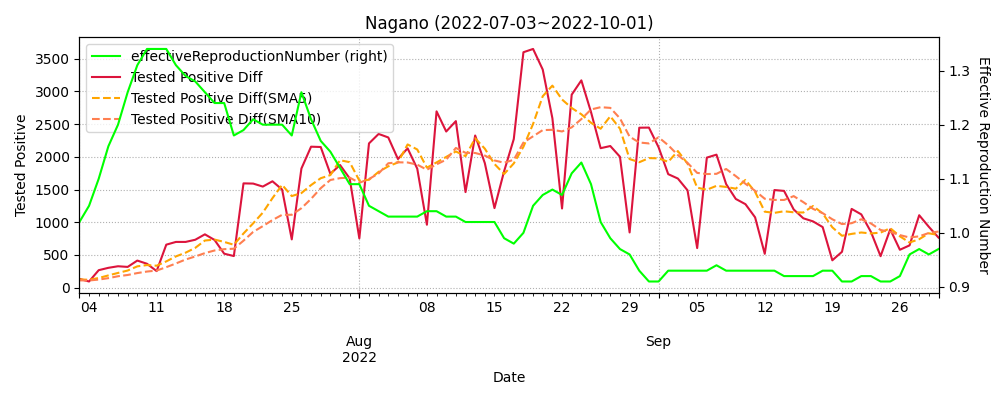 Nagano (2022-07-03~2022-10-01)
effectiveReproductionNumber (right)
Tested Positive Diff
Tested Positive Diff(SMA5)
Tested Positive Diff(SMA10)
Tested Positive
3500
3000
2500
2000
1500
1000
500
0
1.3
1.2
1.1
1.0
0.9
Effective Reproduction Number
04 11 18 25 08 15 22 29 05 12 19 26
Aug Sep
2022
Date